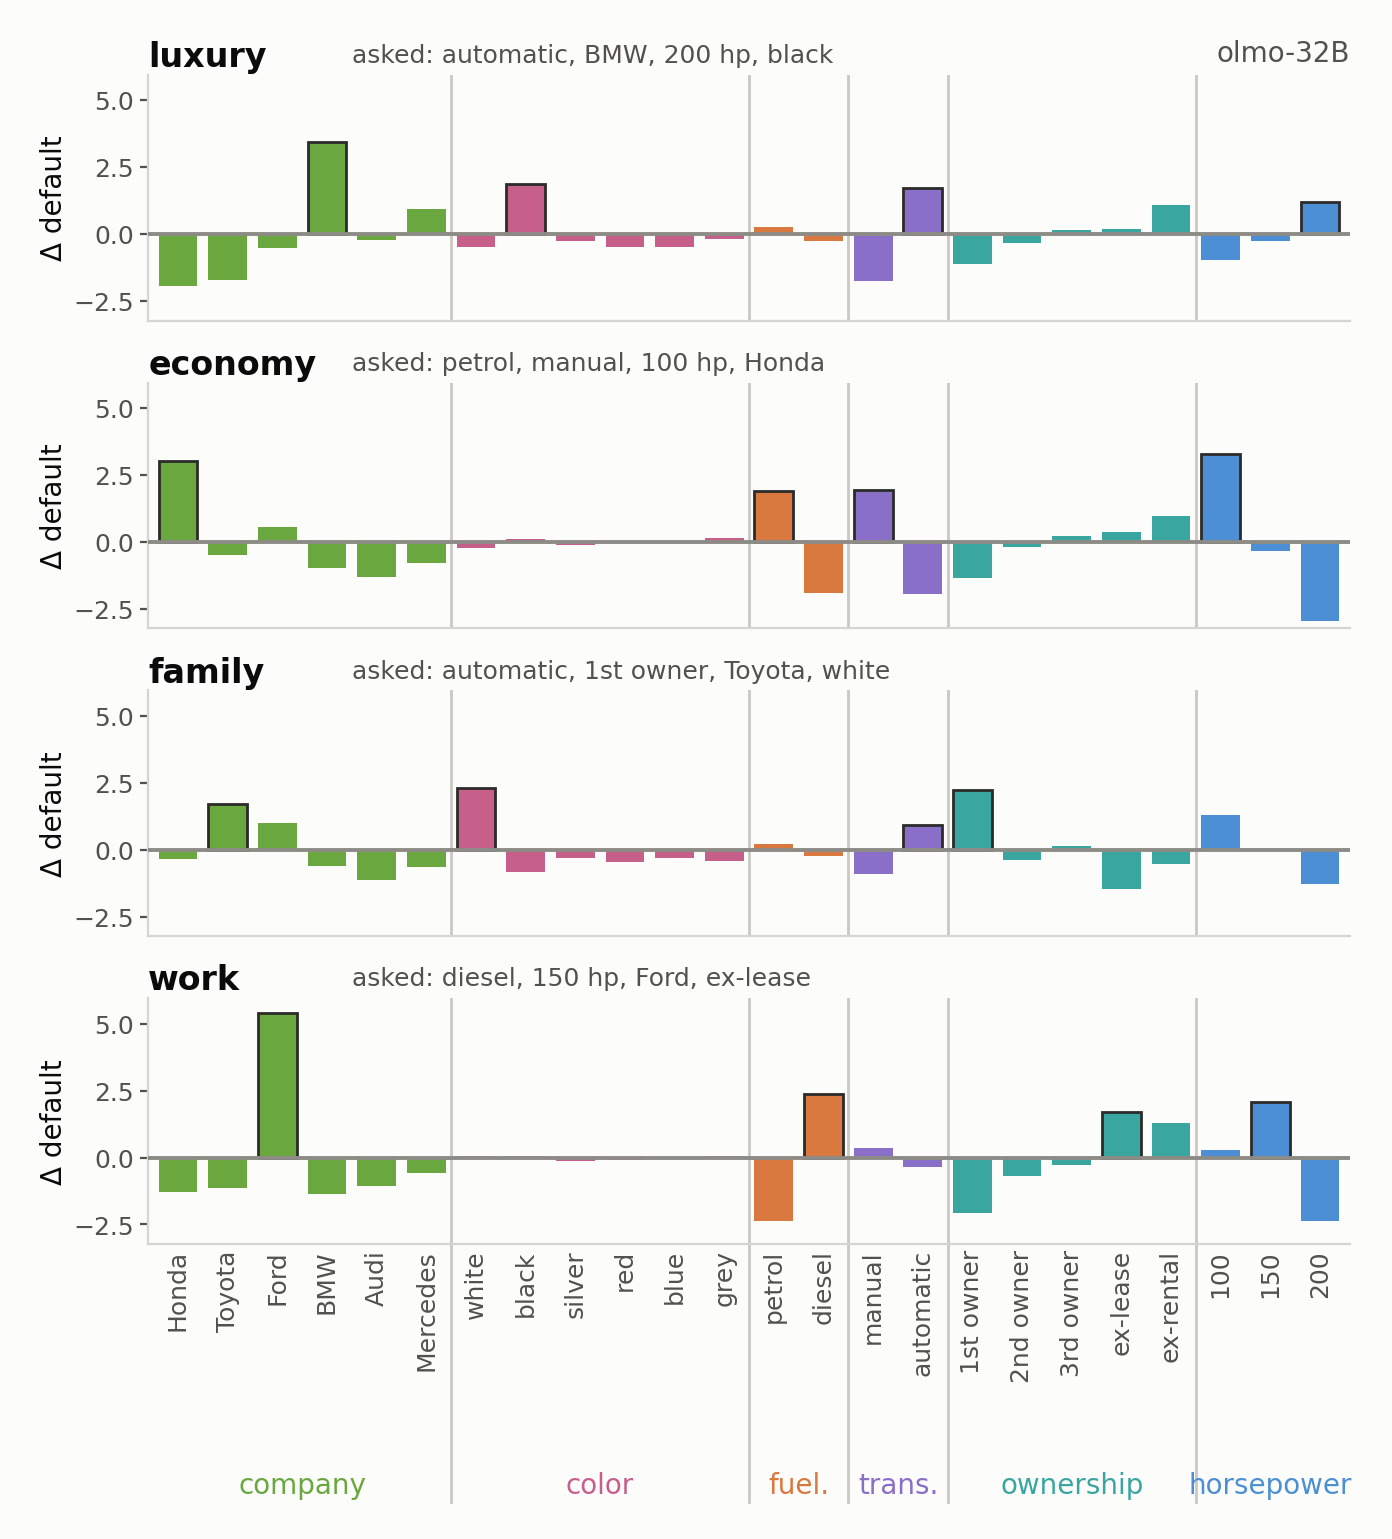 luxury asked: automatic, BMW, 200 hp, black olmo-32B
5.0
2.5
0.0
−2.5
Δ default
economy asked: petrol, manual, 100 hp, Honda
5.0
2.5
0.0
−2.5
Δ default
family asked: automatic, 1st owner, Toyota, white
5.0
2.5
0.0
−2.5
Δ default
work asked: diesel, 150 hp, Ford, ex-lease
5.0
2.5
0.0
−2.5
Δ default
Honda
Toyota
Ford
BMW
Audi
Mercedes
white
black
silver
red
blue
grey
petrol
diesel
manual
automatic
1st owner
2nd owner
3rd owner
ex-lease
ex-rental
100
150
200
company color fuel. trans. ownership horsepower